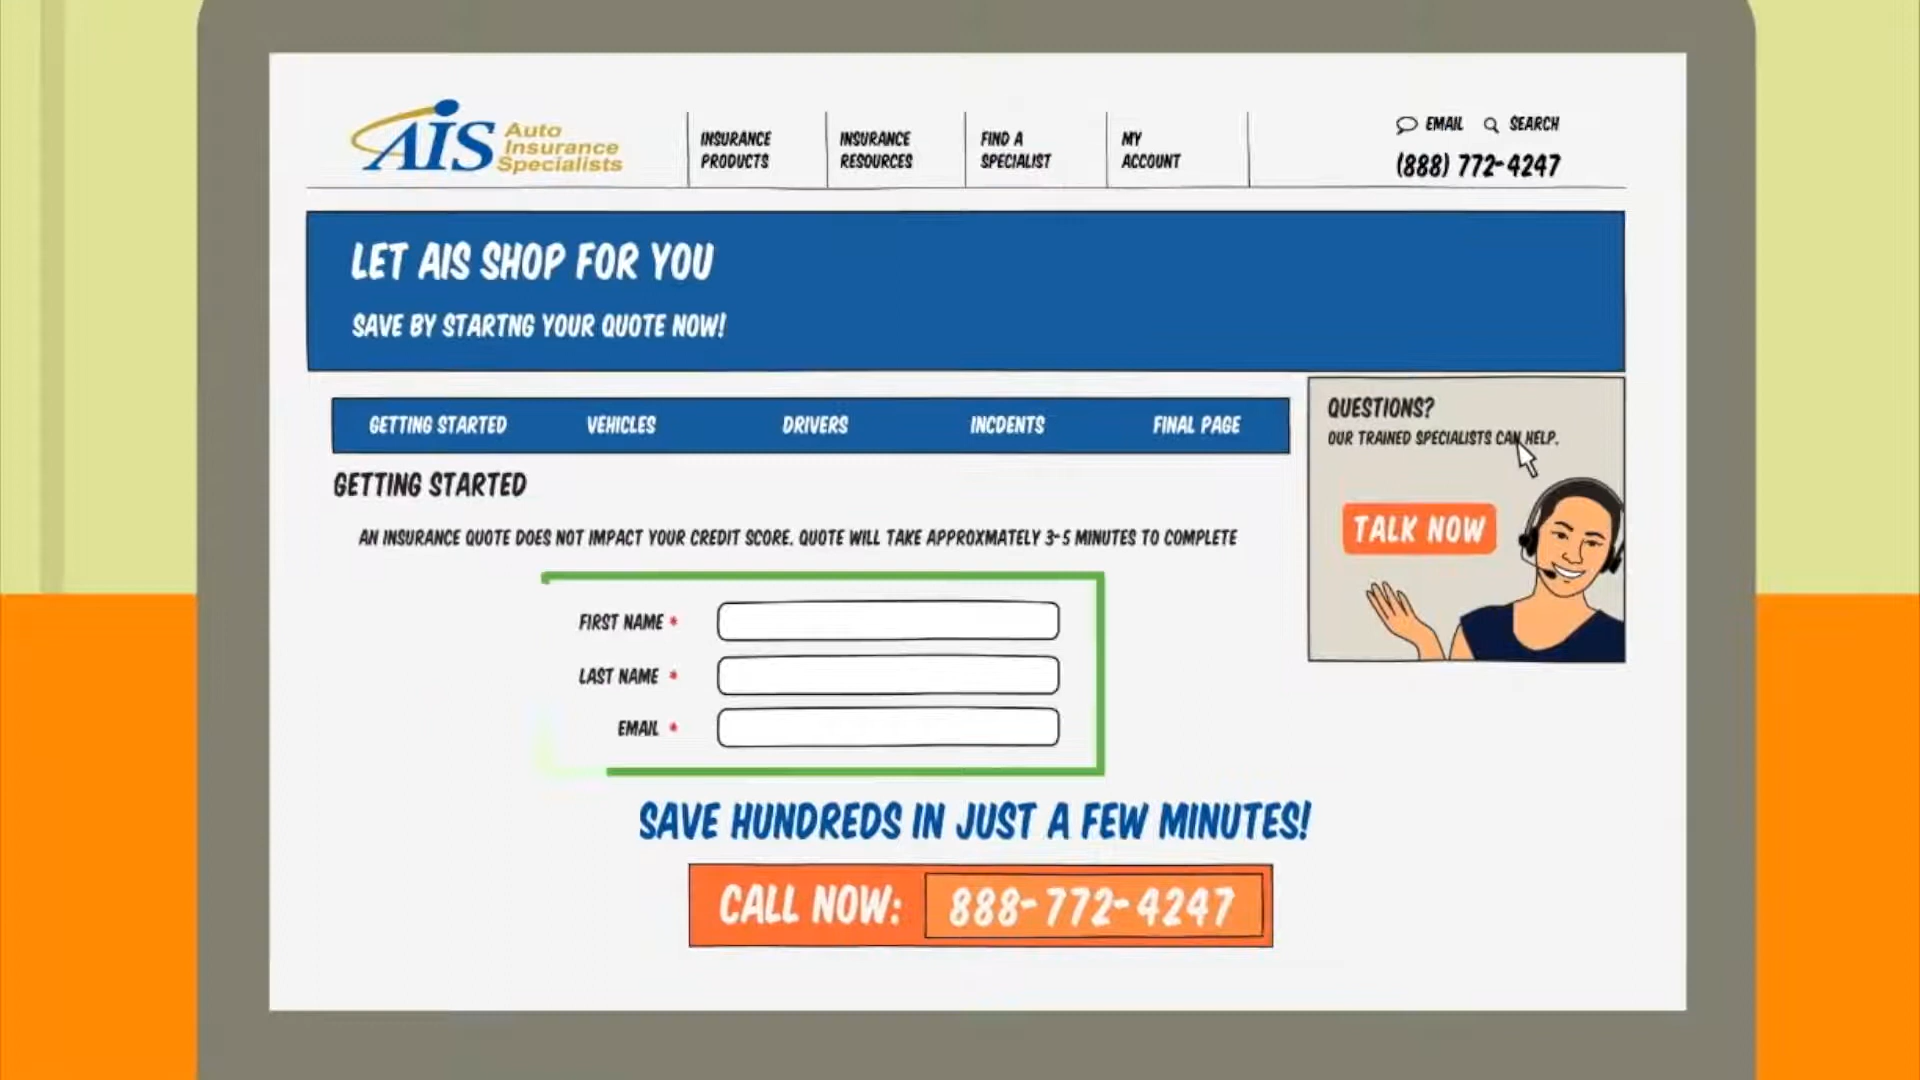 AIS Auto
Insurance
Specialists
INSURANCE
PRODUCTS
INSURANCE
RESOURCES
FIND A
SPECIALIST
MY
ACCOUNT
EMAIL SEARCH
(888) 772-4247
LET AIS SHOP FOR YOU
SAVE BY STARTNG YOUR QUOTE NOW!
GETTING STARTED VEHICLES DRIVERS INCDENTS FINAL PAGE
QUESTIONS?
OUR TRAINED SPECIALISTS CAN HELP.
TALK NOW
GETTING STARTED
AN INSURANCE QUOTE DOES NOT IMPACT YOUR CREDIT SCORE. QUOTE WILL TAKE APPROXMATELY 3-5 MINUTES TO COMPLETE
FIRST NAME *
LAST NAME *
EMAIL *
SAVE HUNDREDS IN JUST A FEW MINUTES!
CALL NOW: 888-772-4247